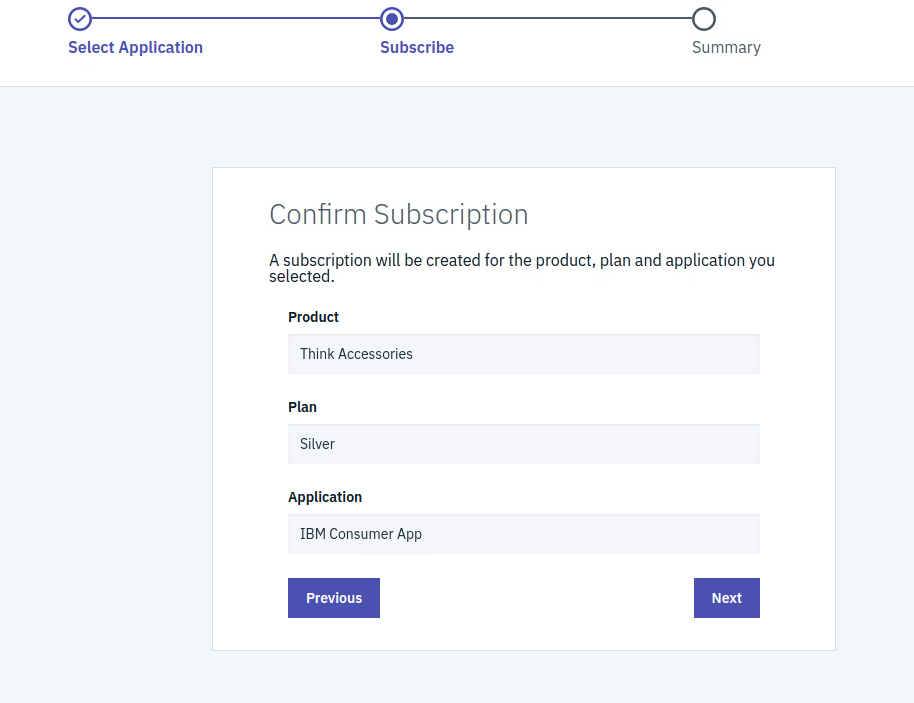 Select Application
Subscribe
Summary
Confirm Subscription
A subscription will be created for the product, plan and application you
selected.
Product
Think Accessories
Plan
Silver
Application
IBM Consumer App
Previous
Next